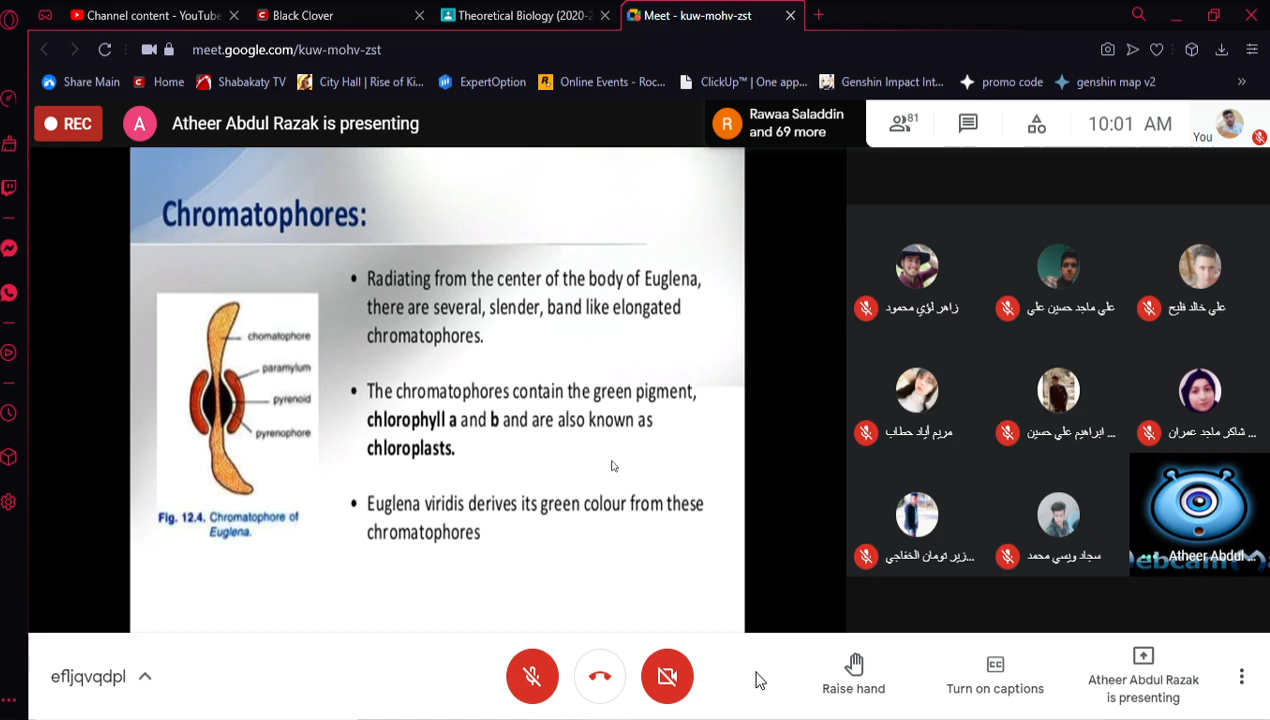 Channel content - YouTube
Black Clover
Theoretical Biology (2020-2
Meet - kuw-mohv-zst
meet.google.com/kuw-mohv-zst
Share Main
Home
Shabakaty TV
City Hall | Rise of Ki...
ExpertOption
Online Events - Roc...
ClickUp™ | One app...
Genshin Impact Int...
promo code
genshin map v2
REC
A
Atheer Abdul Razak is presenting
R
Rawaa Saladdin
and 69 more
81
10:01 AM
You
Chromatophores:
• Radiating from the center of the body of Euglena,
there are several, slender, band like elongated
chromatophores.
• The chromatophores contain the green pigment,
chlorophyll a and b and are also known as
chloroplasts.
• Euglena viridis derives its green colour from these
chromatophores
chomatophore
paramylum
pyrenoid
pyrenophore
Fig. 12.4. Chromatophore of
Euglena.
زاهر لؤي محمود
علي ماجد حسين علي
علي خالد فليح
مريم أياد حطاب
ابراهيم علي حسين ...
شاكر ماجد عمران ...
زير تومان الخفاجي...
سجاد ويسي محمد
Atheer Abdul ...
efljqvqdpl
Raise hand
Turn on captions
Atheer Abdul Razak
is presenting